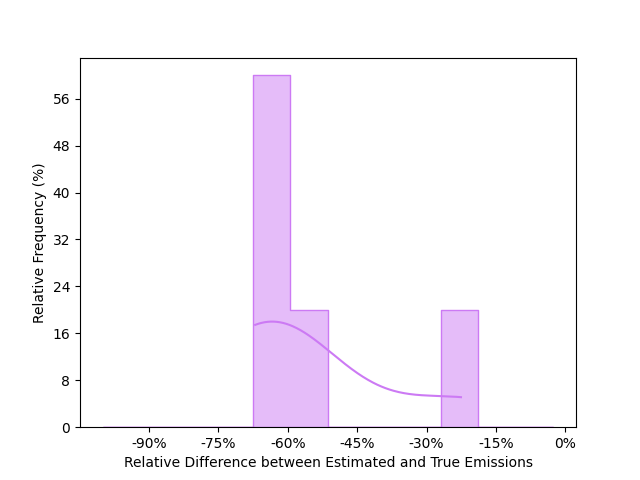 Relative Frequency (%)
56
48
40
32
24
16
8
0
-90% -75% -60% -45% -30% -15% 0%
Relative Difference between Estimated and True Emissions